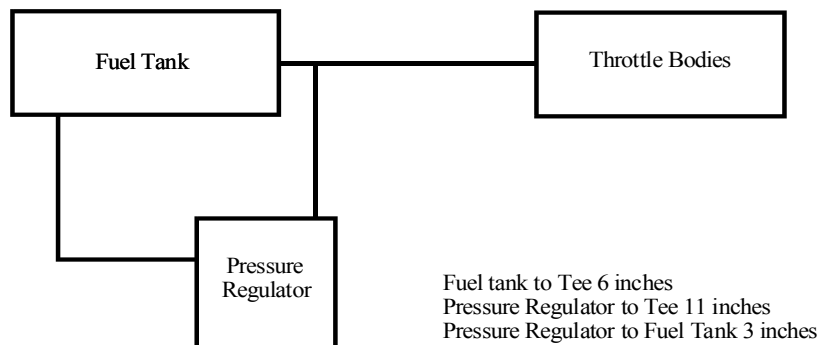 Fuel Tank
Throttle Bodies
Pressure
Regulator
Fuel tank to Tee 6 inches
Pressure Regulator to Tee 11 inches
Pressure Regulator to Fuel Tank 3 inches